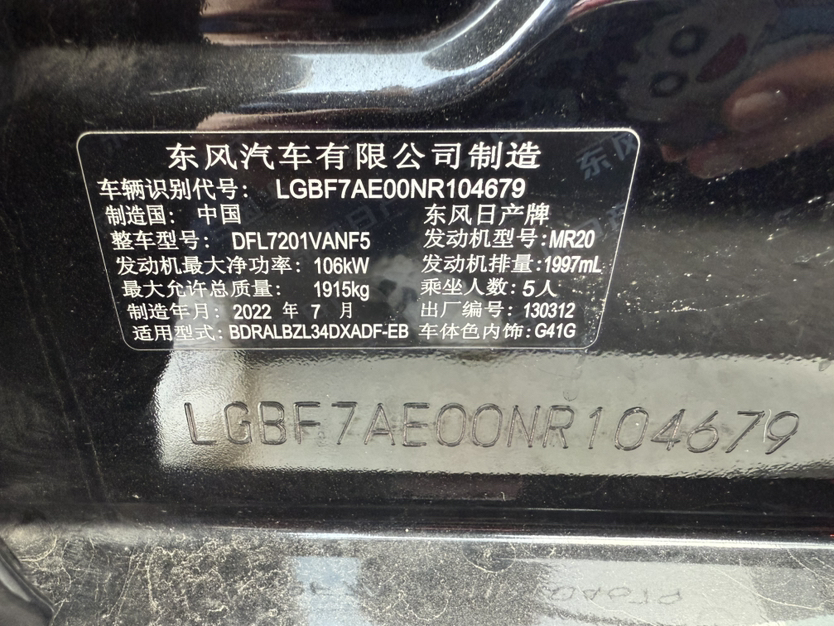 东风汽车有限公司制造
车辆识别代号: LGBF7AE00NR104679
制造国: 中国 东风日产牌
整车型号: DFL7201VANF5 发动机型号: MR20
发动机最大净功率: 106kW 发动机排量: 1997mL
最大允许总质量: 1915kg 乘坐人数: 5人
制造年月: 2022 年 7 月 出厂编号: 130312
适用型式: BDRALBZL34DXADF-EB 车体色内饰: G41G
LGBF7AE00NR104679